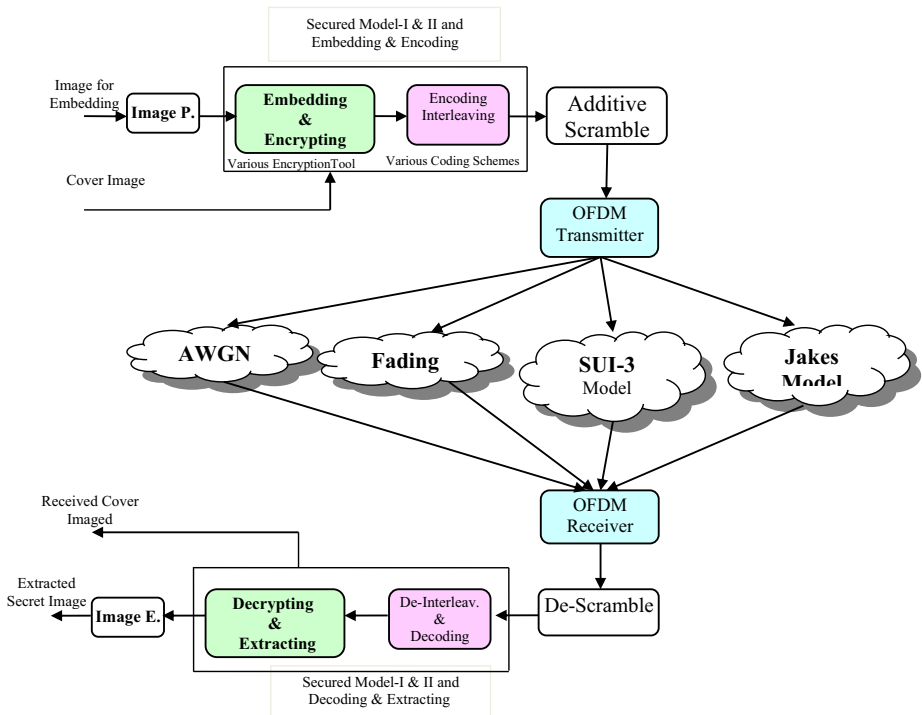 Secured Model-I & II and
Embedding & Encoding
Image for
Embedding
Image P.
Embedding
&
Encrypting
Encoding
Interleaving
Additive
Scramble
Various EncryptionTool
Various Coding Schemes
Cover Image
OFDM
Transmitter
AWGN
Fading
SUI-3
Model
Jakes
Model
Received Cover
Imaged
OFDM
Receiver
Extracted
Secret Image
Image E.
Decrypting
&
Extracting
De-Interleav.
&
Decoding
De-Scramble
Secured Model-I & II and
Decoding & Extracting